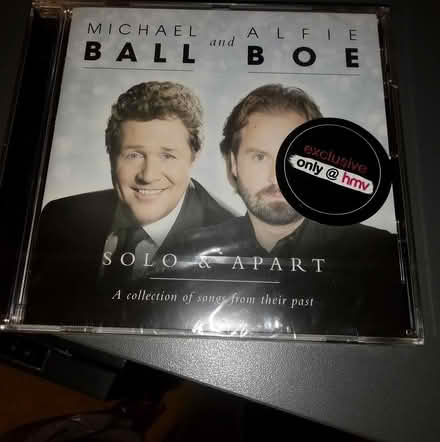 MICHAEL and ALFIE
BALL BOE
exclusive
only @ hmv
SOLO & APART
A collection of songs from their past